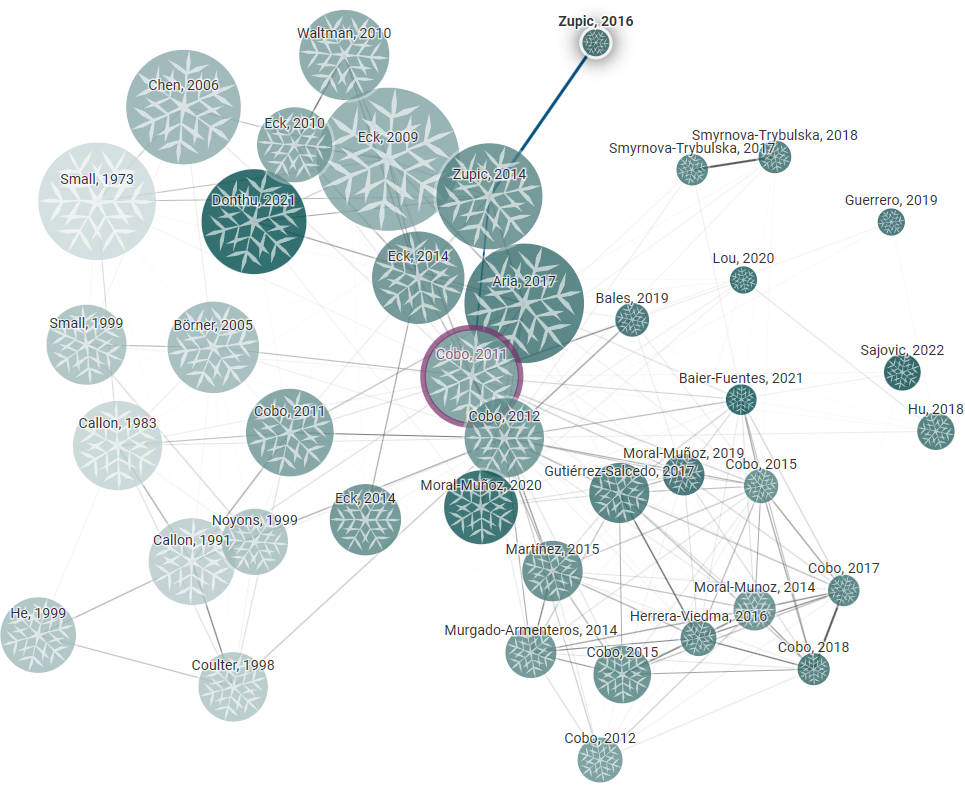 Zupic, 2016
Waltman, 2010
Chen, 2006
Eck, 2010
Eck, 2009
Smyrnova-Trybulska, 2018
Smyrnova-Trybulska, 2017
Small, 1973
Zupic, 2014
Donthu, 2021
Guerrero, 2019
Eck, 2014
Lou, 2020
Aria, 2017
Bales, 2019
Small, 1999
Börner, 2005
Cobo, 2011
Sajovic, 2022
Baier-Fuentes, 2021
Callon, 1983
Cobo, 2011
Cobo, 2012
Hu, 2018
Moral-Muñoz, 2019
Cobo, 2015
Gutiérrez-Salcedo, 2017
Moral-Muñoz, 2020
Eck, 2014
Noyons, 1999
Callon, 1991
Martínez, 2015
Cobo, 2017
Moral-Munoz, 2014
He, 1999
Herrera-Viedma, 2016
Murgado-Armenteros, 2014
Cobo, 2018
Cobo, 2015
Coulter, 1998
Cobo, 2012